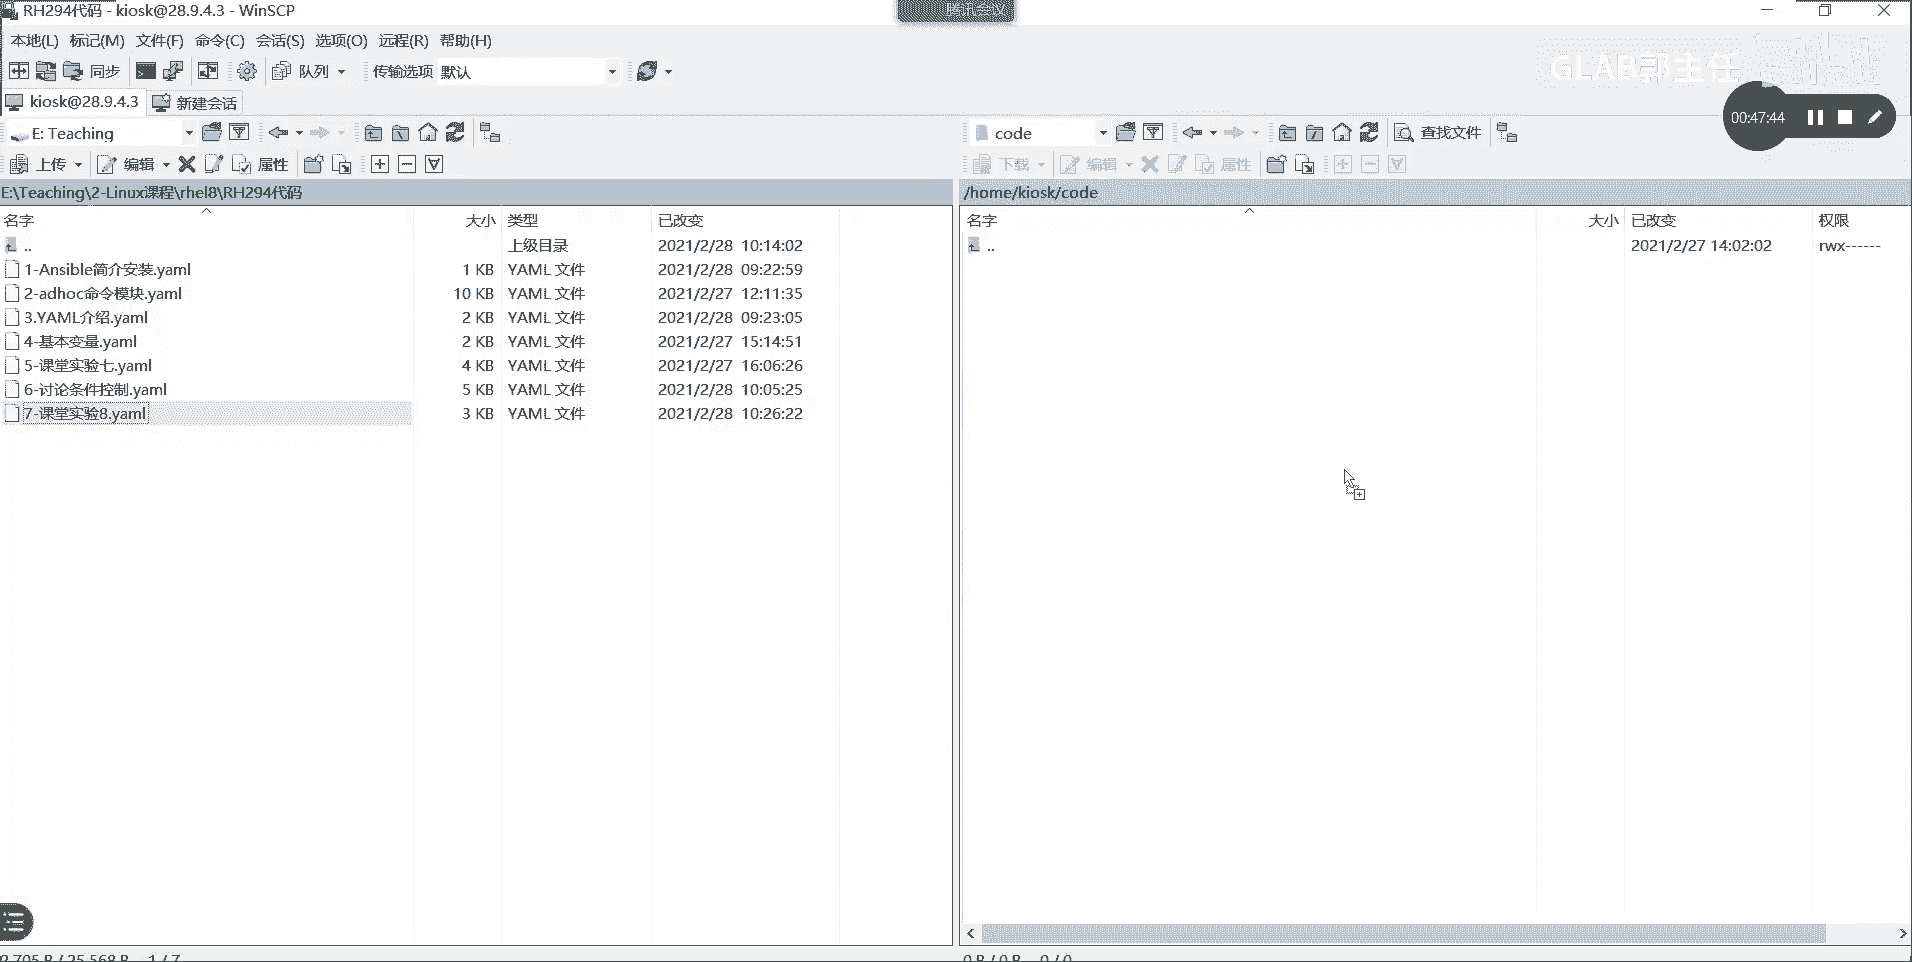 RH294代码 - kiosk@28.9.4.3 - WinSCP
腾讯会议
本地(L) 标记(M) 文件(F) 命令(C) 会话(S) 选项(O) 远程(R) 帮助(H)
同步 队列 传输选项 默认
GLAB郭主任
kiosk@28.9.4.3 新建会话
00:47:44
E: Teaching
code 查找文件
上传 编辑 属性
下载 编辑 属性
E:\Teaching\2-Linux课程\rhel8\RH294代码
/home/kiosk/code
名字 大小 类型 已改变
名字 大小 已改变 权限
.. 上级目录 2021/2/28 10:14:02
.. 2021/2/27 14:02:02 rwx------
1-Ansible简介安装.yaml 1 KB YAML 文件 2021/2/28 09:22:59
2-adhoc命令模块.yaml 10 KB YAML 文件 2021/2/27 12:11:35
3.YAML介绍.yaml 2 KB YAML 文件 2021/2/28 09:23:05
4-基本变量.yaml 2 KB YAML 文件 2021/2/27 15:14:51
5-课堂实验七.yaml 4 KB YAML 文件 2021/2/27 16:06:26
6-讨论条件控制.yaml 5 KB YAML 文件 2021/2/28 10:05:25
7-课堂实验8.yaml 3 KB YAML 文件 2021/2/28 10:26:22
2,705 B / 25,568 B 1 / 7
0 B / 0 B 0 / 0